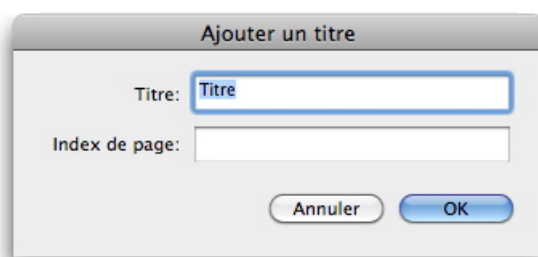 Ajouter un titre
Titre: Titre
Index de page:
Annuler OK